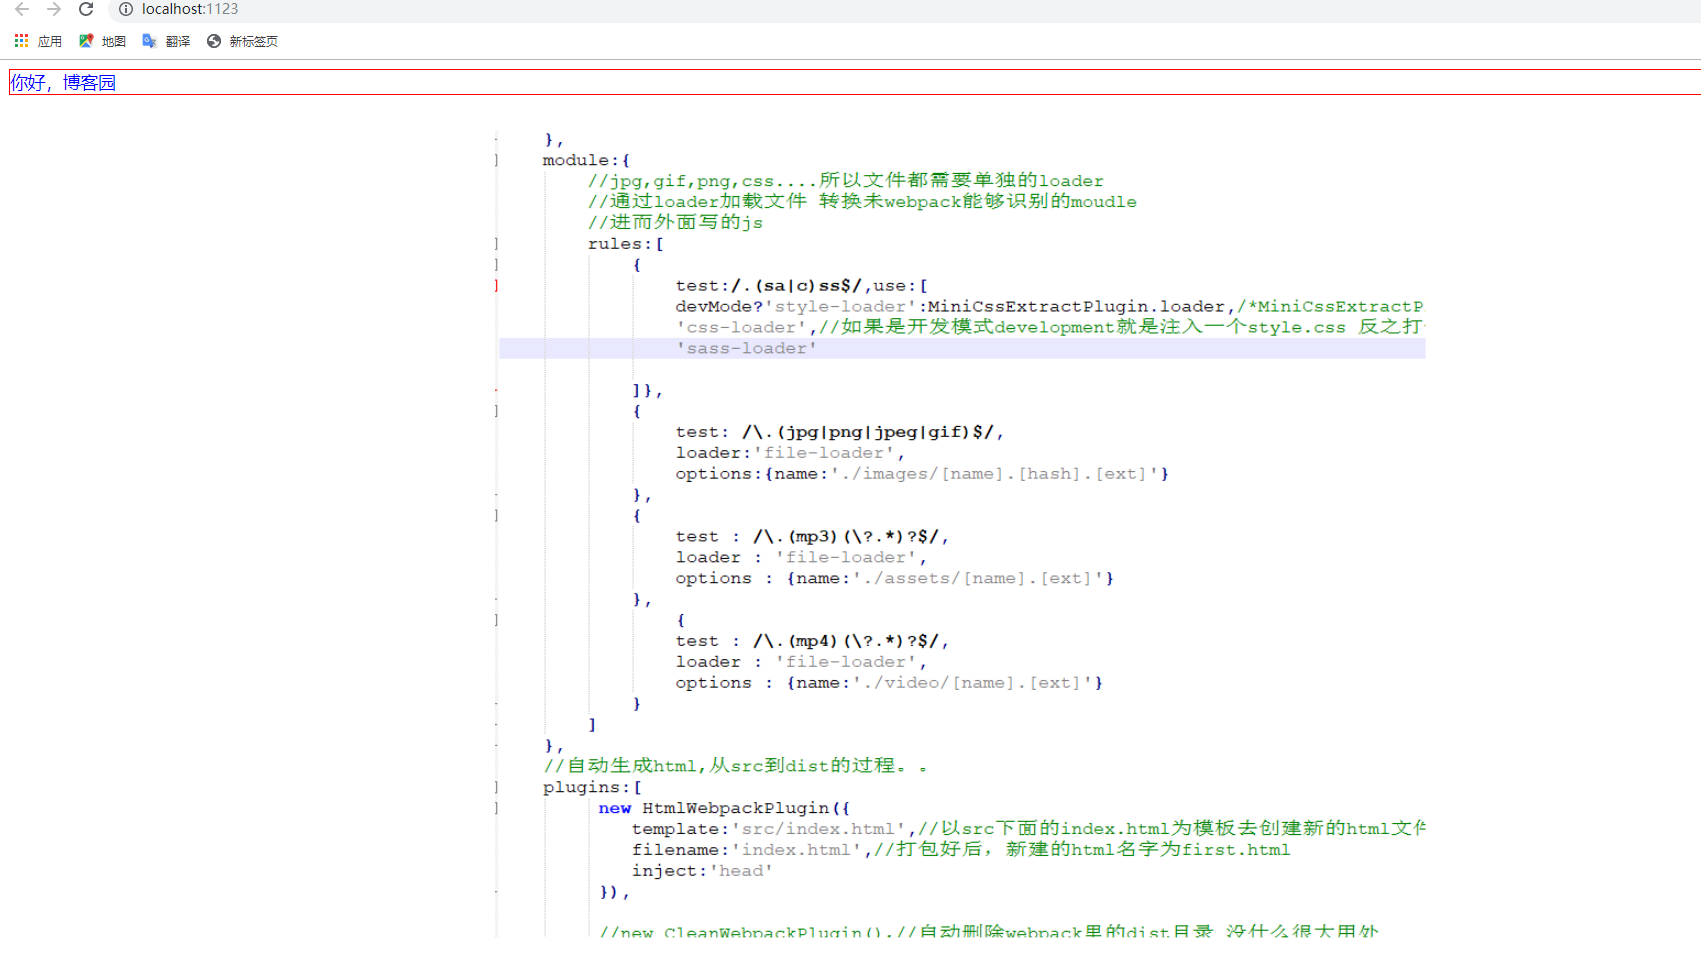 localhost:1123
应用 地图 翻译 新标签页
你好，博客园
},
module:{
//jpg,gif,png,css....所以文件都需要单独的loader
//通过loader加载文件 转换未webpack能够识别的moudle
//进而外面写的js
rules:[
{
test:/.(sa|c)ss$/,use:[
devMode?'style-loader':MiniCssExtractPlugin.loader,/*MiniCssExtractP
'css-loader',//如果是开发模式development就是注入一个style.css 反之打
'sass-loader'
]},
{
test: /\.(jpg|png|jpeg|gif)$/,
loader:'file-loader',
options:{name:'./images/[name].[hash].[ext]'}
},
{
test : /\.(mp3)(\?.*)?$/,
loader : 'file-loader',
options : {name:'./assets/[name].[ext]'}
},
{
test : /\.(mp4)(\?.*)?$/,
loader : 'file-loader',
options : {name:'./video/[name].[ext]'}
}
]
},
//自动生成html,从src到dist的过程。。
plugins:[
new HtmlWebpackPlugin({
template:'src/index.html',//以src下面的index.html为模板去创建新的html文件
filename:'index.html',//打包好后，新建的html名字为first.html
inject:'head'
}),
//new CleanWebpackPlugin(),//自动删除webpack里的dist目录 没什么很大用处